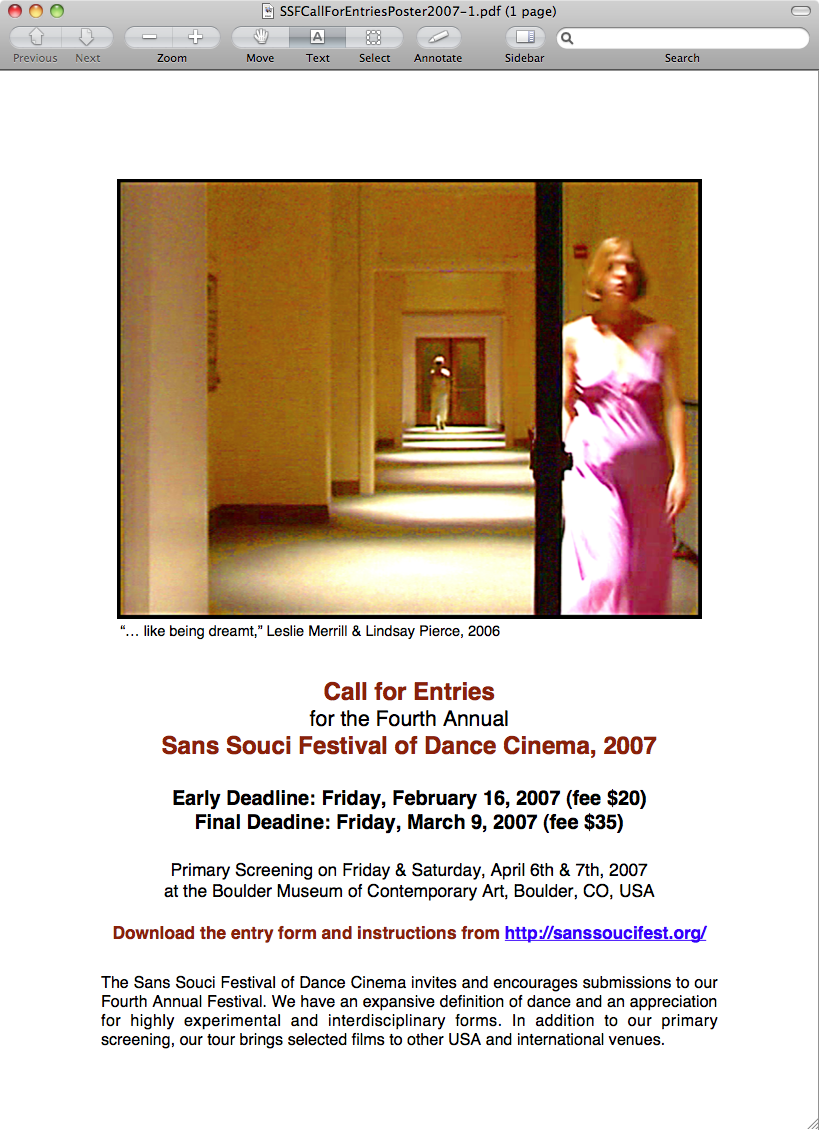 SSFCallForEntriesPoster2007-1.pdf (1 page)
Previous Next Zoom Move Text Select Annotate Sidebar Search
“… like being dreamt,” Leslie Merrill & Lindsay Pierce, 2006
Call for Entries
for the Fourth Annual
Sans Souci Festival of Dance Cinema, 2007
Early Deadline: Friday, February 16, 2007 (fee $20)
Final Deadine: Friday, March 9, 2007 (fee $35)
Primary Screening on Friday & Saturday, April 6th & 7th, 2007
at the Boulder Museum of Contemporary Art, Boulder, CO, USA
Download the entry form and instructions from http://sanssoucifest.org/
The Sans Souci Festival of Dance Cinema invites and encourages submissions to our
Fourth Annual Festival. We have an expansive definition of dance and an appreciation
for highly experimental and interdisciplinary forms. In addition to our primary
screening, our tour brings selected films to other USA and international venues.